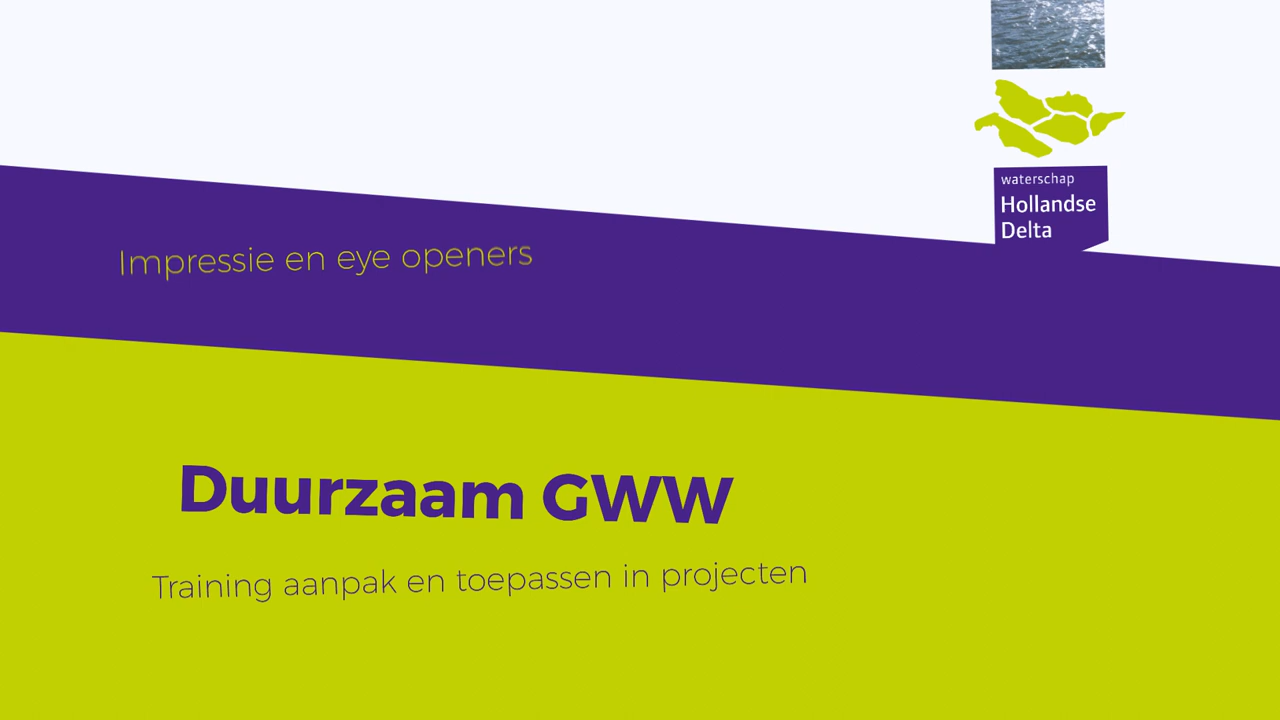 waterschap
Hollandse
Delta
Impressie en eye openers
Duurzaam GWW
Training aanpak en toepassen in projecten